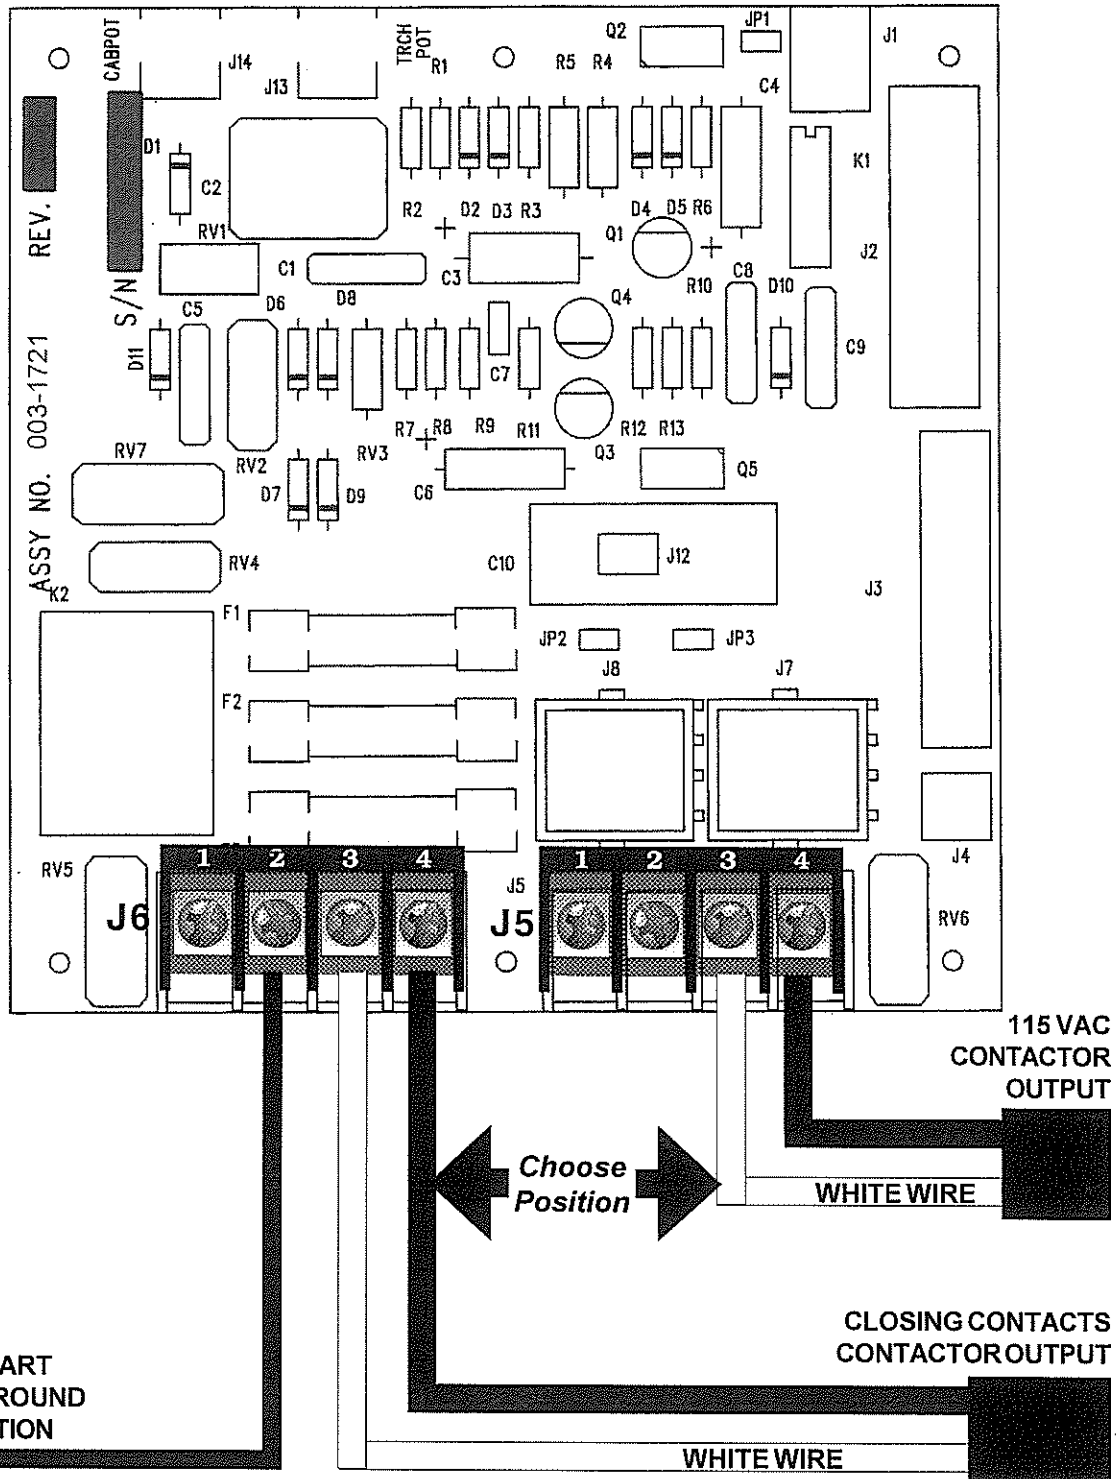 CABPOT
J14
J13
TRCH
POT
R1
Q2
JP1
J1
R5
R4
C4
D1
C2
K1
REV.
S/N
RV1
R2
D2
D3
R3
D4
D5
R6
Q1
J2
C1
C3
C5
D6
D8
Q4
R10
C8
D10
D11
C7
C9
ASSY NO. 003-1721
R7
R8
R9
R11
R12
R13
RV7
RV2
RV3
Q3
C6
Q5
D7
D9
RV4
C10
J12
K2
F1
J3
JP2
JP3
F2
J8
J7
1
2
3
4
1
2
3
4
RV5
J6
J5
J5
J4
RV6
115 VAC
CONTACTOR
OUTPUT
Choose
Position
WHITE WIRE
CLOSING CONTACTS
CONTACTOR OUTPUT
ART
ROUND
TION
WHITE WIRE